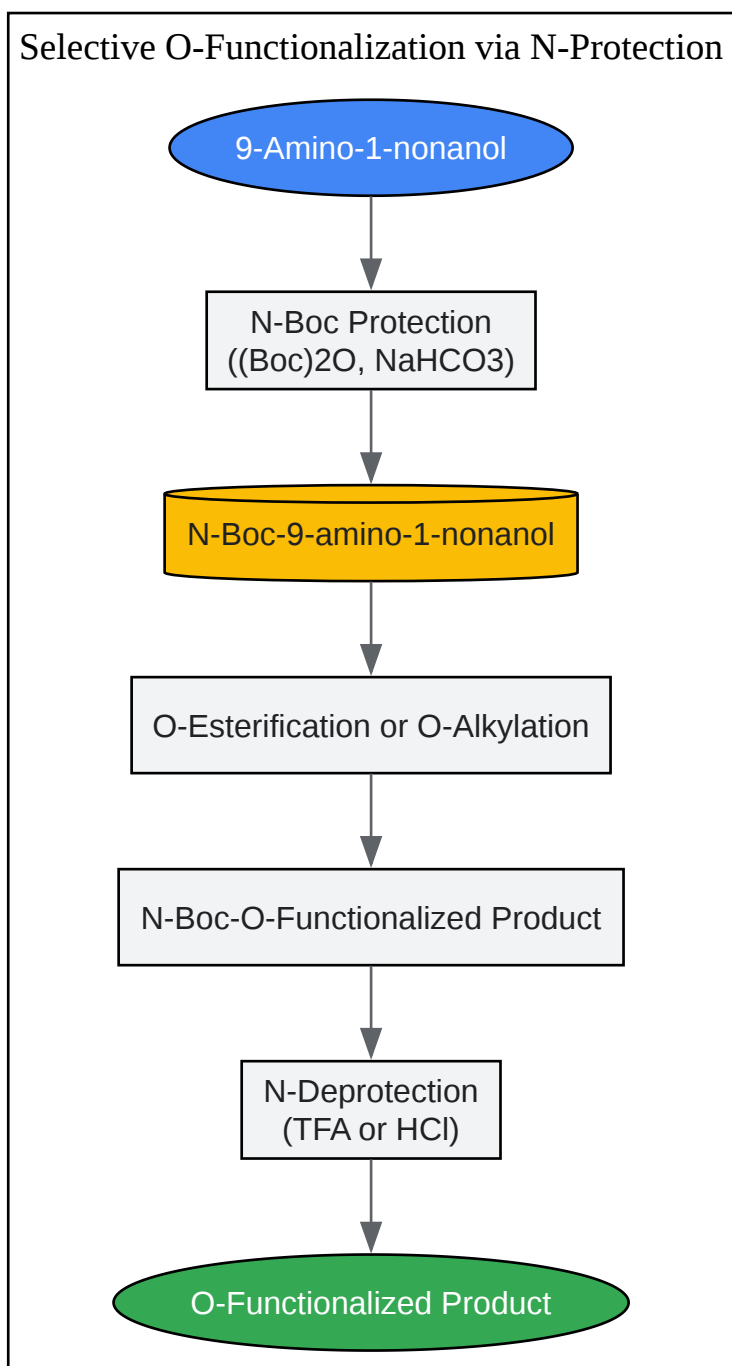 Selective O-Functionalization via N-Protection
9-Amino-1-nonanol
N-Boc Protection
((Boc)2O, NaHCO3)
N-Boc-9-amino-1-nonanol
O-Esterification or O-Alkylation
N-Boc-O-Functionalized Product
N-Deprotection
(TFA or HCl)
O-Functionalized Product